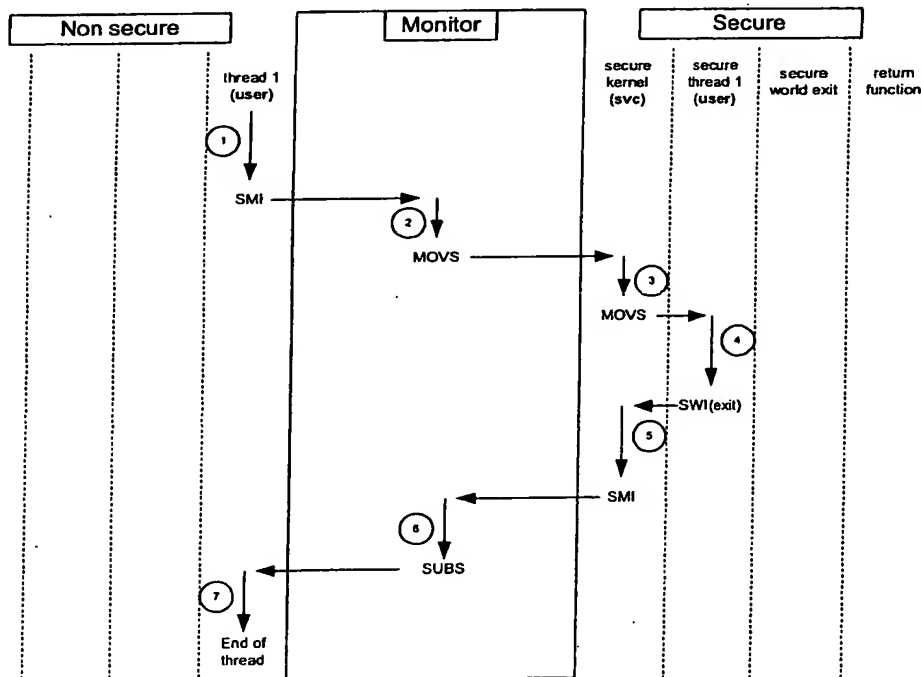 Non secure
Monitor
Secure
thread 1
(user)
secure
kernel
(svc)
secure
thread 1
(user)
secure
world exit
return
function
1
SMI
2
MOVS
3
MOVS
4
SWI(exit)
5
SMI
6
SUBS
7
End of
thread